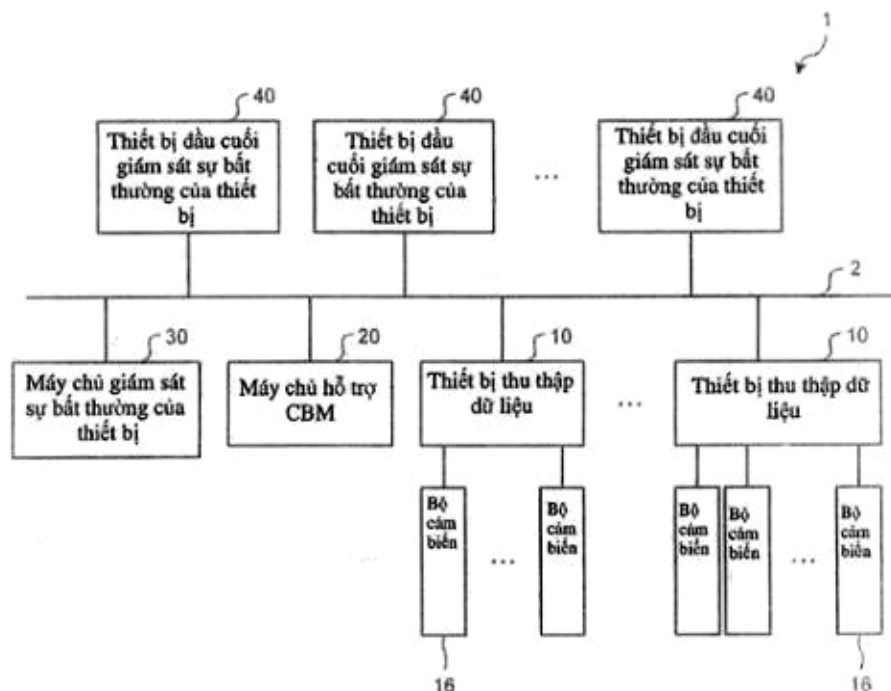 1
40
40
40
Thiết bị đầu cuối
giám sát sự bất
thường của thiết
bị
Thiết bị đầu
cuối giám sát sự
bất thường của
thiết bị
...
Thiết bị đầu cuối
giám sát sự bất
thường của thiết
bị
2
30
20
10
10
Máy chủ giám sát
sự bất thường của
thiết bị
Máy chủ hỗ trợ
CBM
Thiết bị thu thập
dữ liệu
...
Thiết bị thu thập dữ
liệu
Bộ
cảm
biến
...
Bộ
cảm
biến
Bộ
cảm
biến
Bộ
cảm
biến
...
Bộ
cảm
biến
16
16